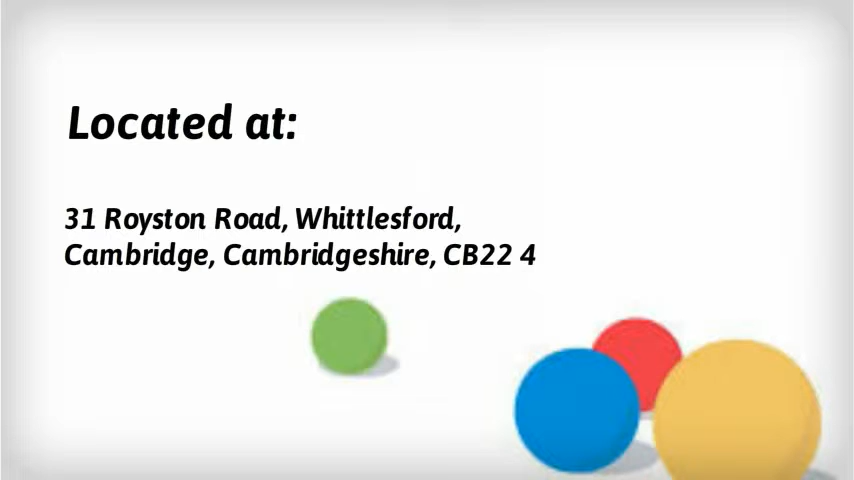 Located at:
31 Royston Road, Whittlesford,
Cambridge, Cambridgeshire, CB22 4